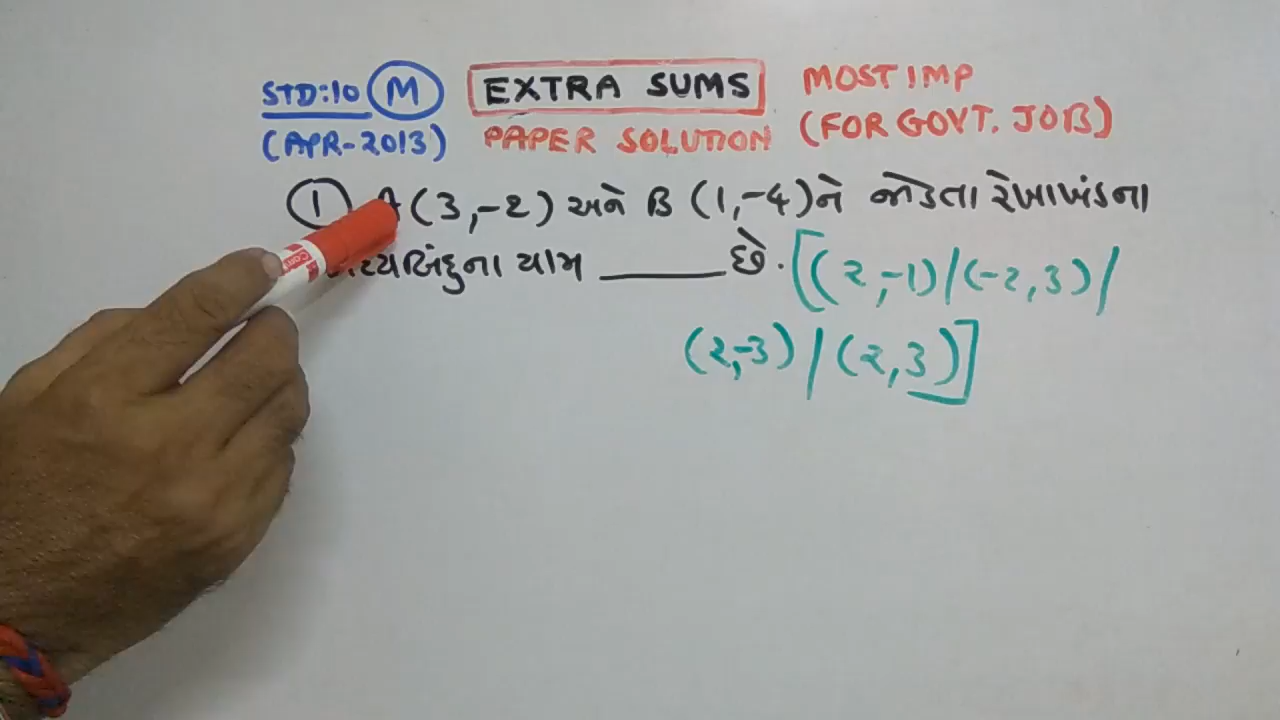 STD:10 M EXTRA SUMS MOST IMP
(APR-2013) PAPER SOLUTION (FOR GOVT. JOB)
① A (3,-2) અને B (1,-4) ને જોડતા રેખાખંડના
યામ ______ છે. [(2,-1)/(-2,3)/
(2,-3)/(2,3)]